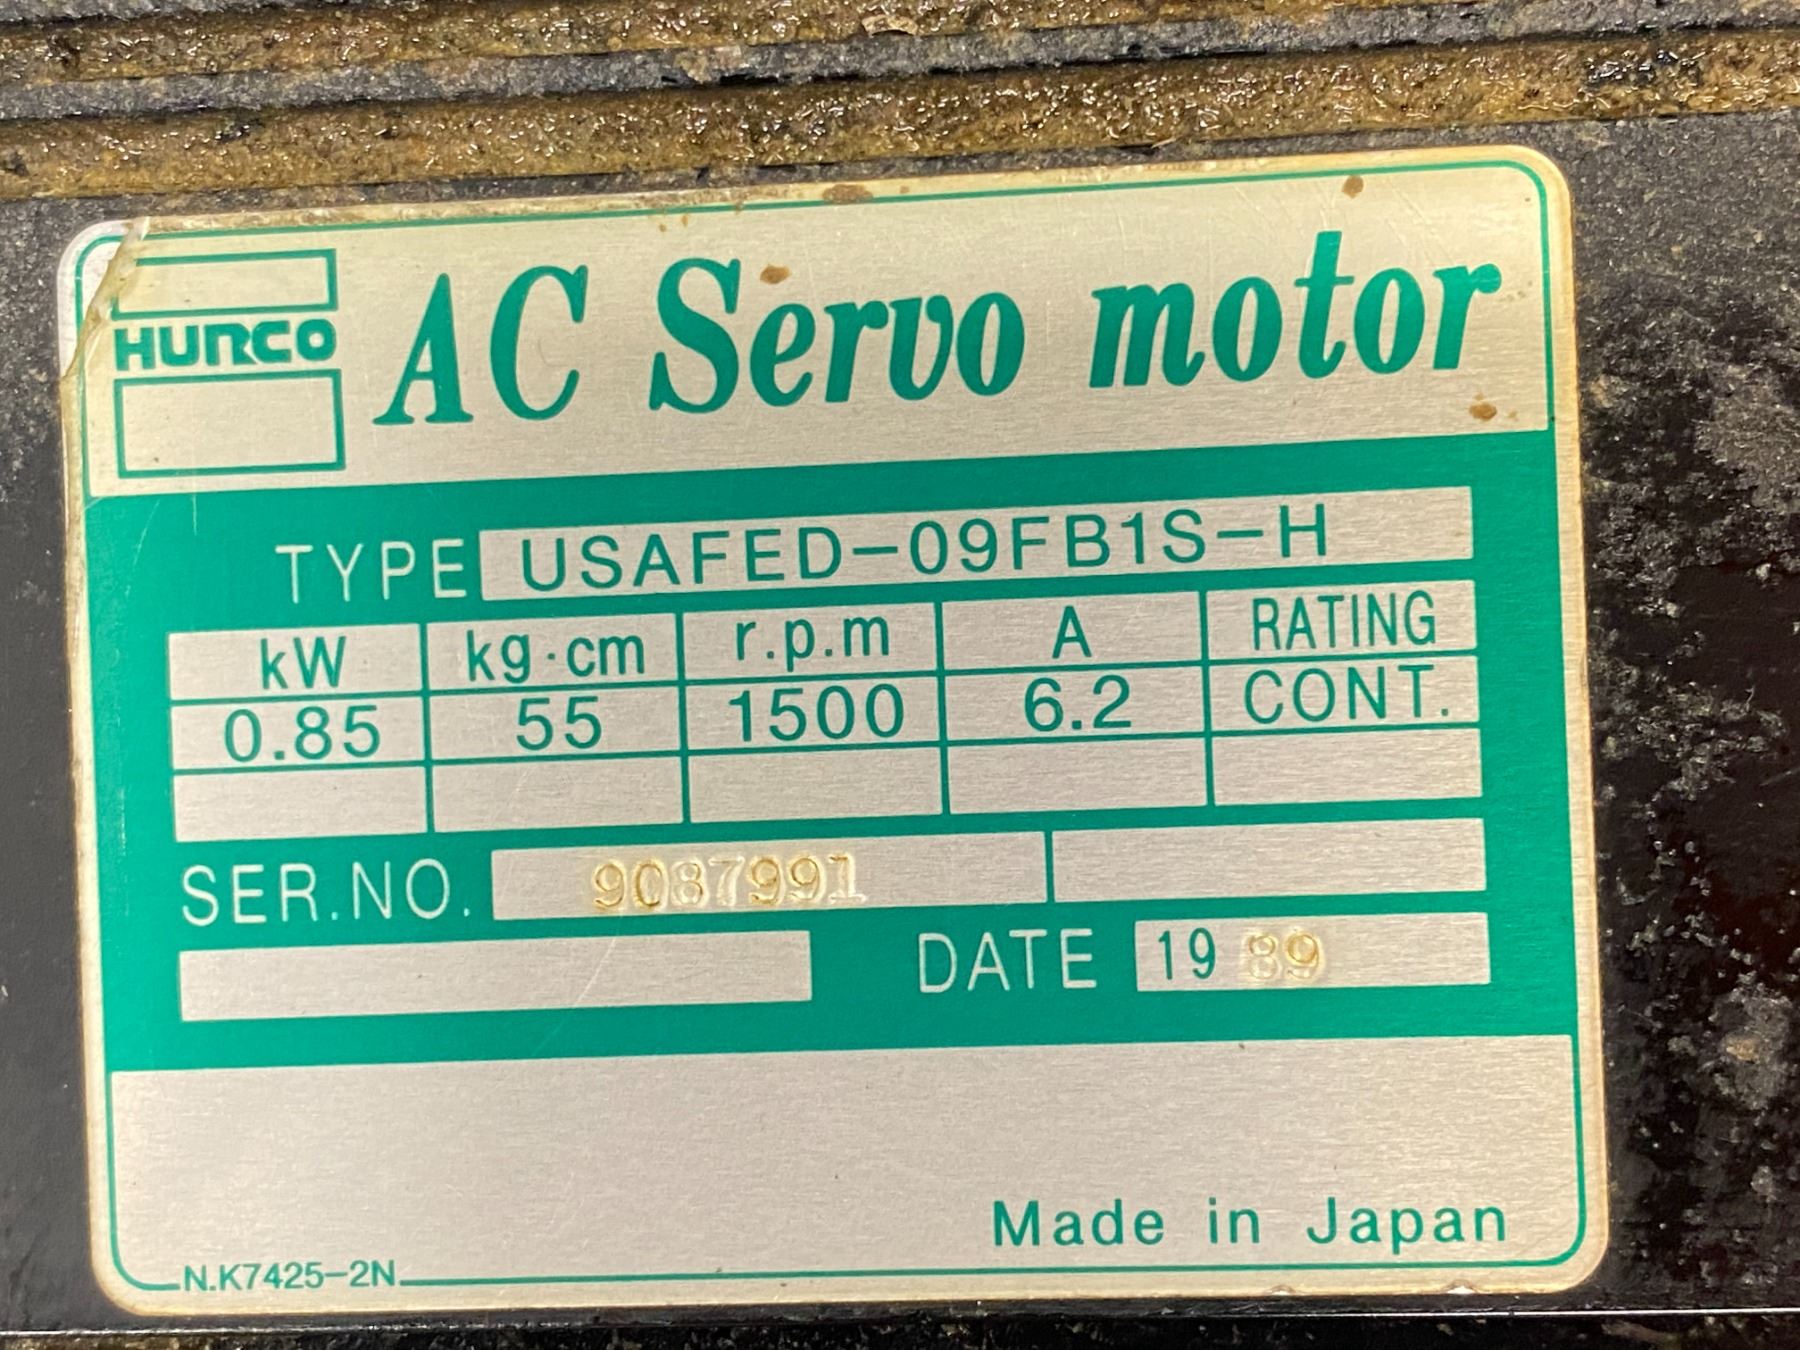 HURCO
AC Servo motor
TYPE USAFED-09FB1S-H
kW kg·cm r.p.m A RATING
0.85 55 1500 6.2 CONT.
SER.NO. 9087991
DATE 19 89
Made in Japan
N.K7425-2N